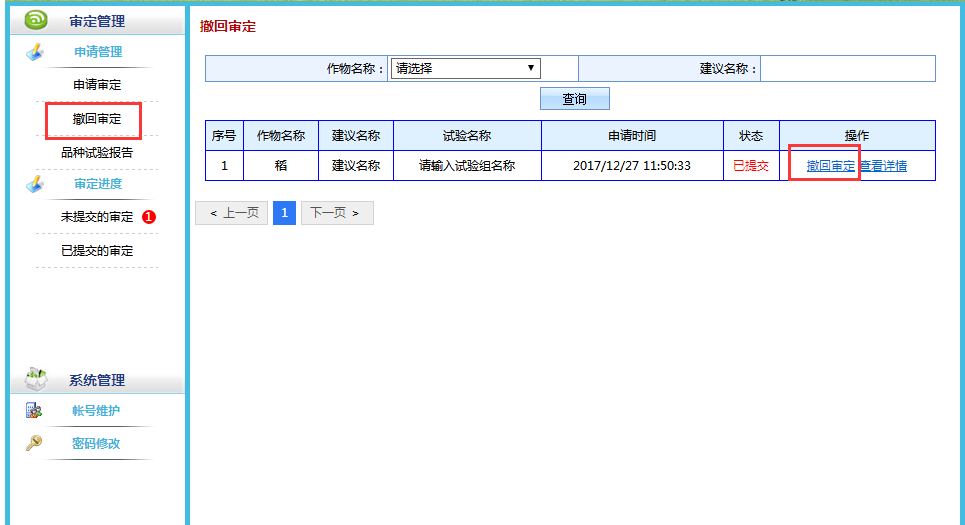 审定管理
申请管理
申请审定
撤回审定
品种试验报告
审定进度
未提交的审定 1
已提交的审定
系统管理
帐号维护
密码修改
撤回审定
作物名称： 请选择 ▼ 建议名称：
查询
序号 作物名称 建议名称 试验名称 申请时间 状态 操作
1 稻 建议名称 请输入试验组名称 2017/12/27 11:50:33 已提交 撤回审定 查看详情
< 上一页 1 下一页 >